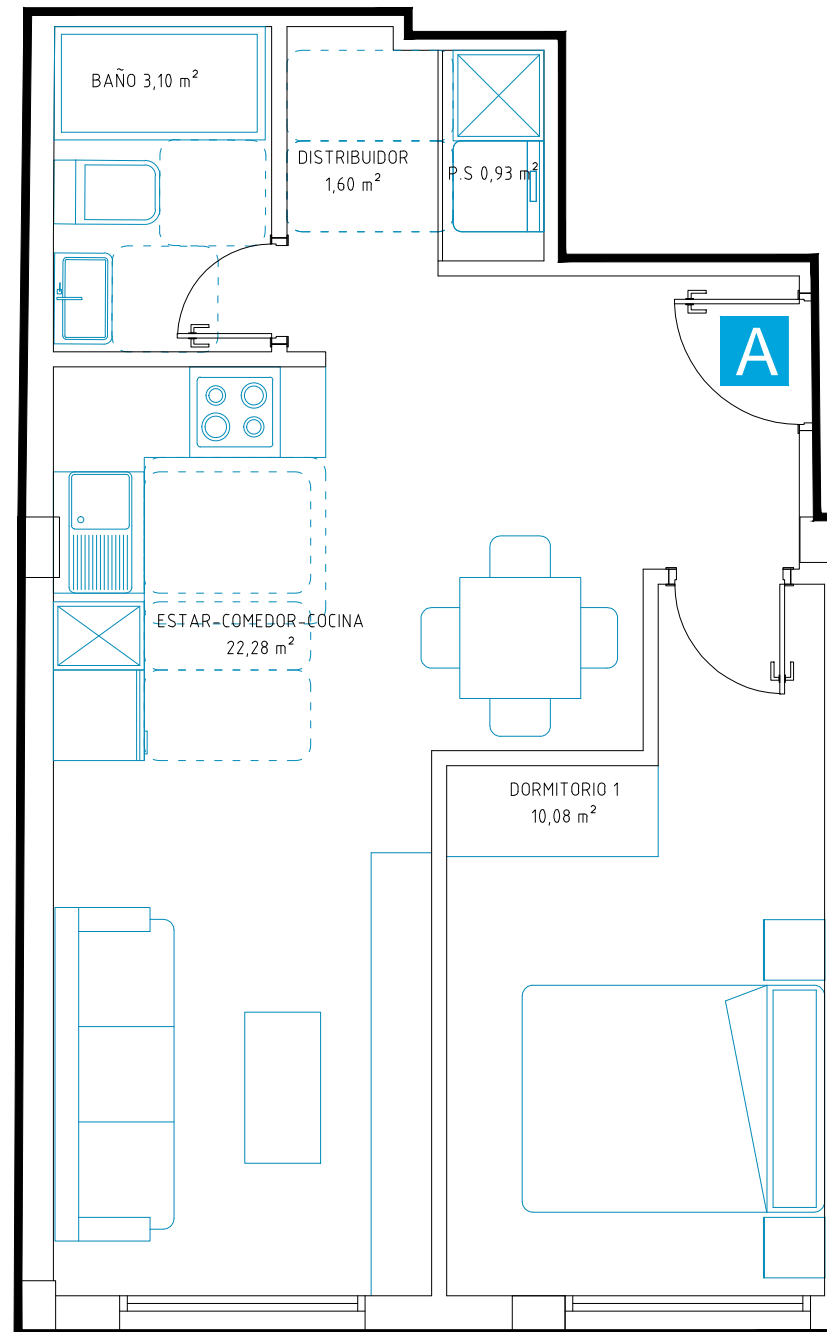 BAÑO 3,10 m²
DISTRIBUIDOR
1,60 m²
P.S 0,93 m²
A
ESTAR-COMEDOR-COCINA
22,28 m²
DORMITORIO 1
10,08 m²